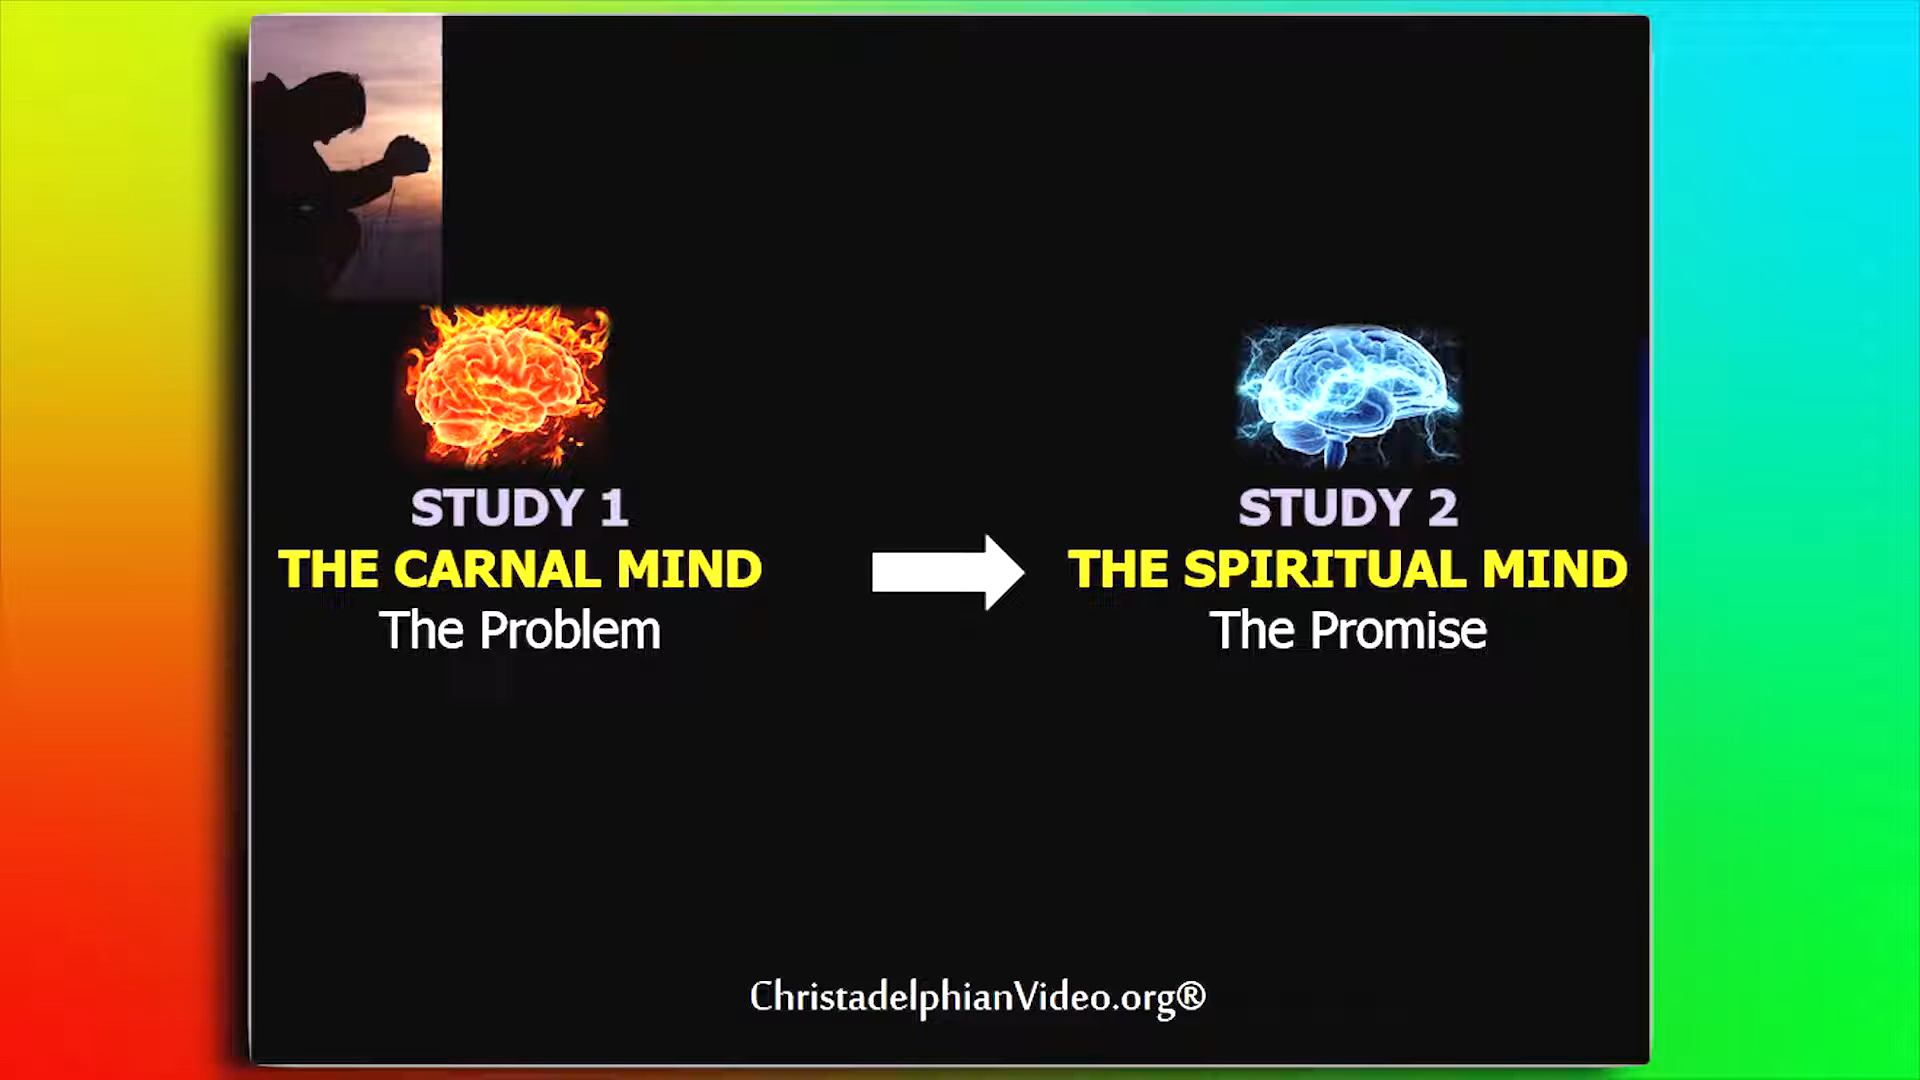 STUDY 1
THE CARNAL MIND
The Problem
STUDY 2
THE SPIRITUAL MIND
The Promise
ChristadelphianVideo.org®